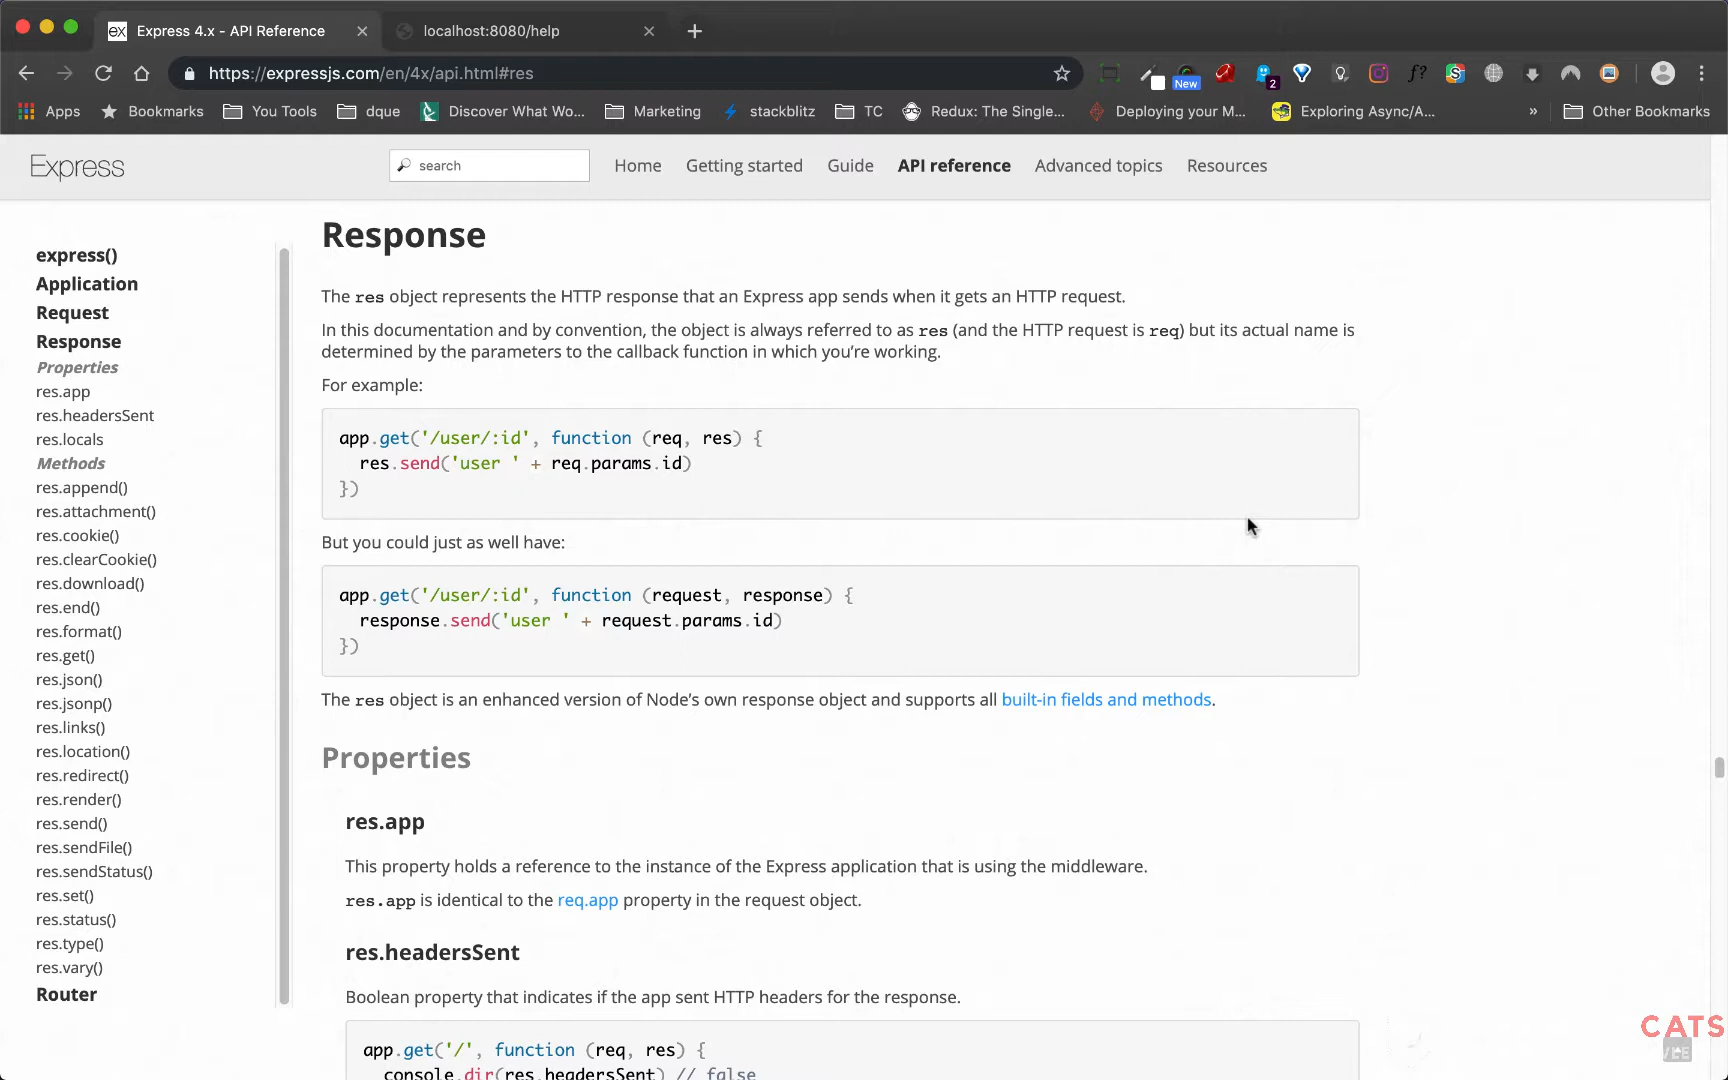 ex Express 4.x - API Reference
localhost:8080/help
https://expressjs.com/en/4x/api.html#res
New
2
f?
S
Apps
Bookmarks
You Tools
dque
Discover What Wo...
Marketing
stackblitz
TC
Redux: The Single...
Deploying your M...
Exploring Async/A...
»
Other Bookmarks
Express
search
Home
Getting started
Guide
API reference
Advanced topics
Resources
express()
Application
Request
Response
Properties
res.app
res.headersSent
res.locals
Methods
res.append()
res.attachment()
res.cookie()
res.clearCookie()
res.download()
res.end()
res.format()
res.get()
res.json()
res.jsonp()
res.links()
res.location()
res.redirect()
res.render()
res.send()
res.sendFile()
res.sendStatus()
res.set()
res.status()
res.type()
res.vary()
Router
Response
The res object represents the HTTP response that an Express app sends when it gets an HTTP request.
In this documentation and by convention, the object is always referred to as res (and the HTTP request is req) but its actual name is
determined by the parameters to the callback function in which you’re working.
For example:
app.get('/user/:id', function (req, res) {
res.send('user ' + req.params.id)
})
But you could just as well have:
app.get('/user/:id', function (request, response) {
response.send('user ' + request.params.id)
})
The res object is an enhanced version of Node’s own response object and supports all built-in fields and methods.
Properties
res.app
This property holds a reference to the instance of the Express application that is using the middleware.
res.app is identical to the req.app property in the request object.
res.headersSent
Boolean property that indicates if the app sent HTTP headers for the response.
app.get('/', function (req, res) {
console.dir(res.headersSent) // false
CATS